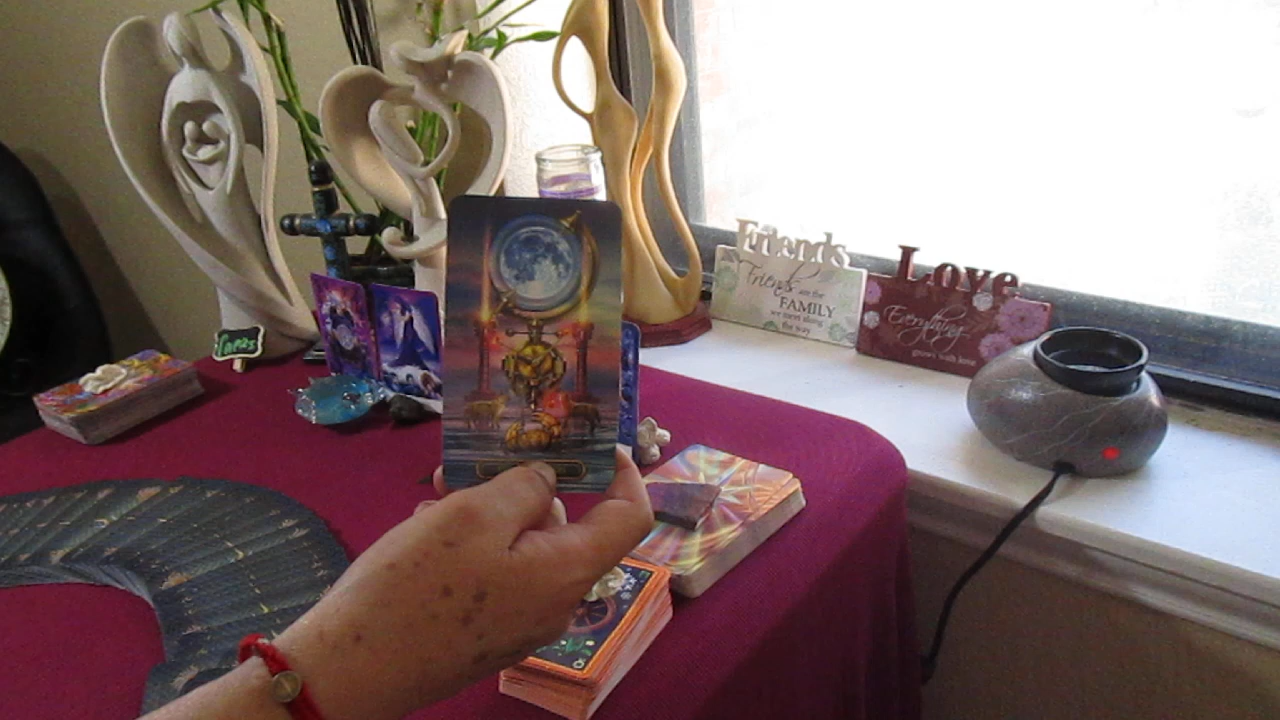 Friends
Friends are the
FAMILY
we meet along
the way
Love
Everything
grows with love